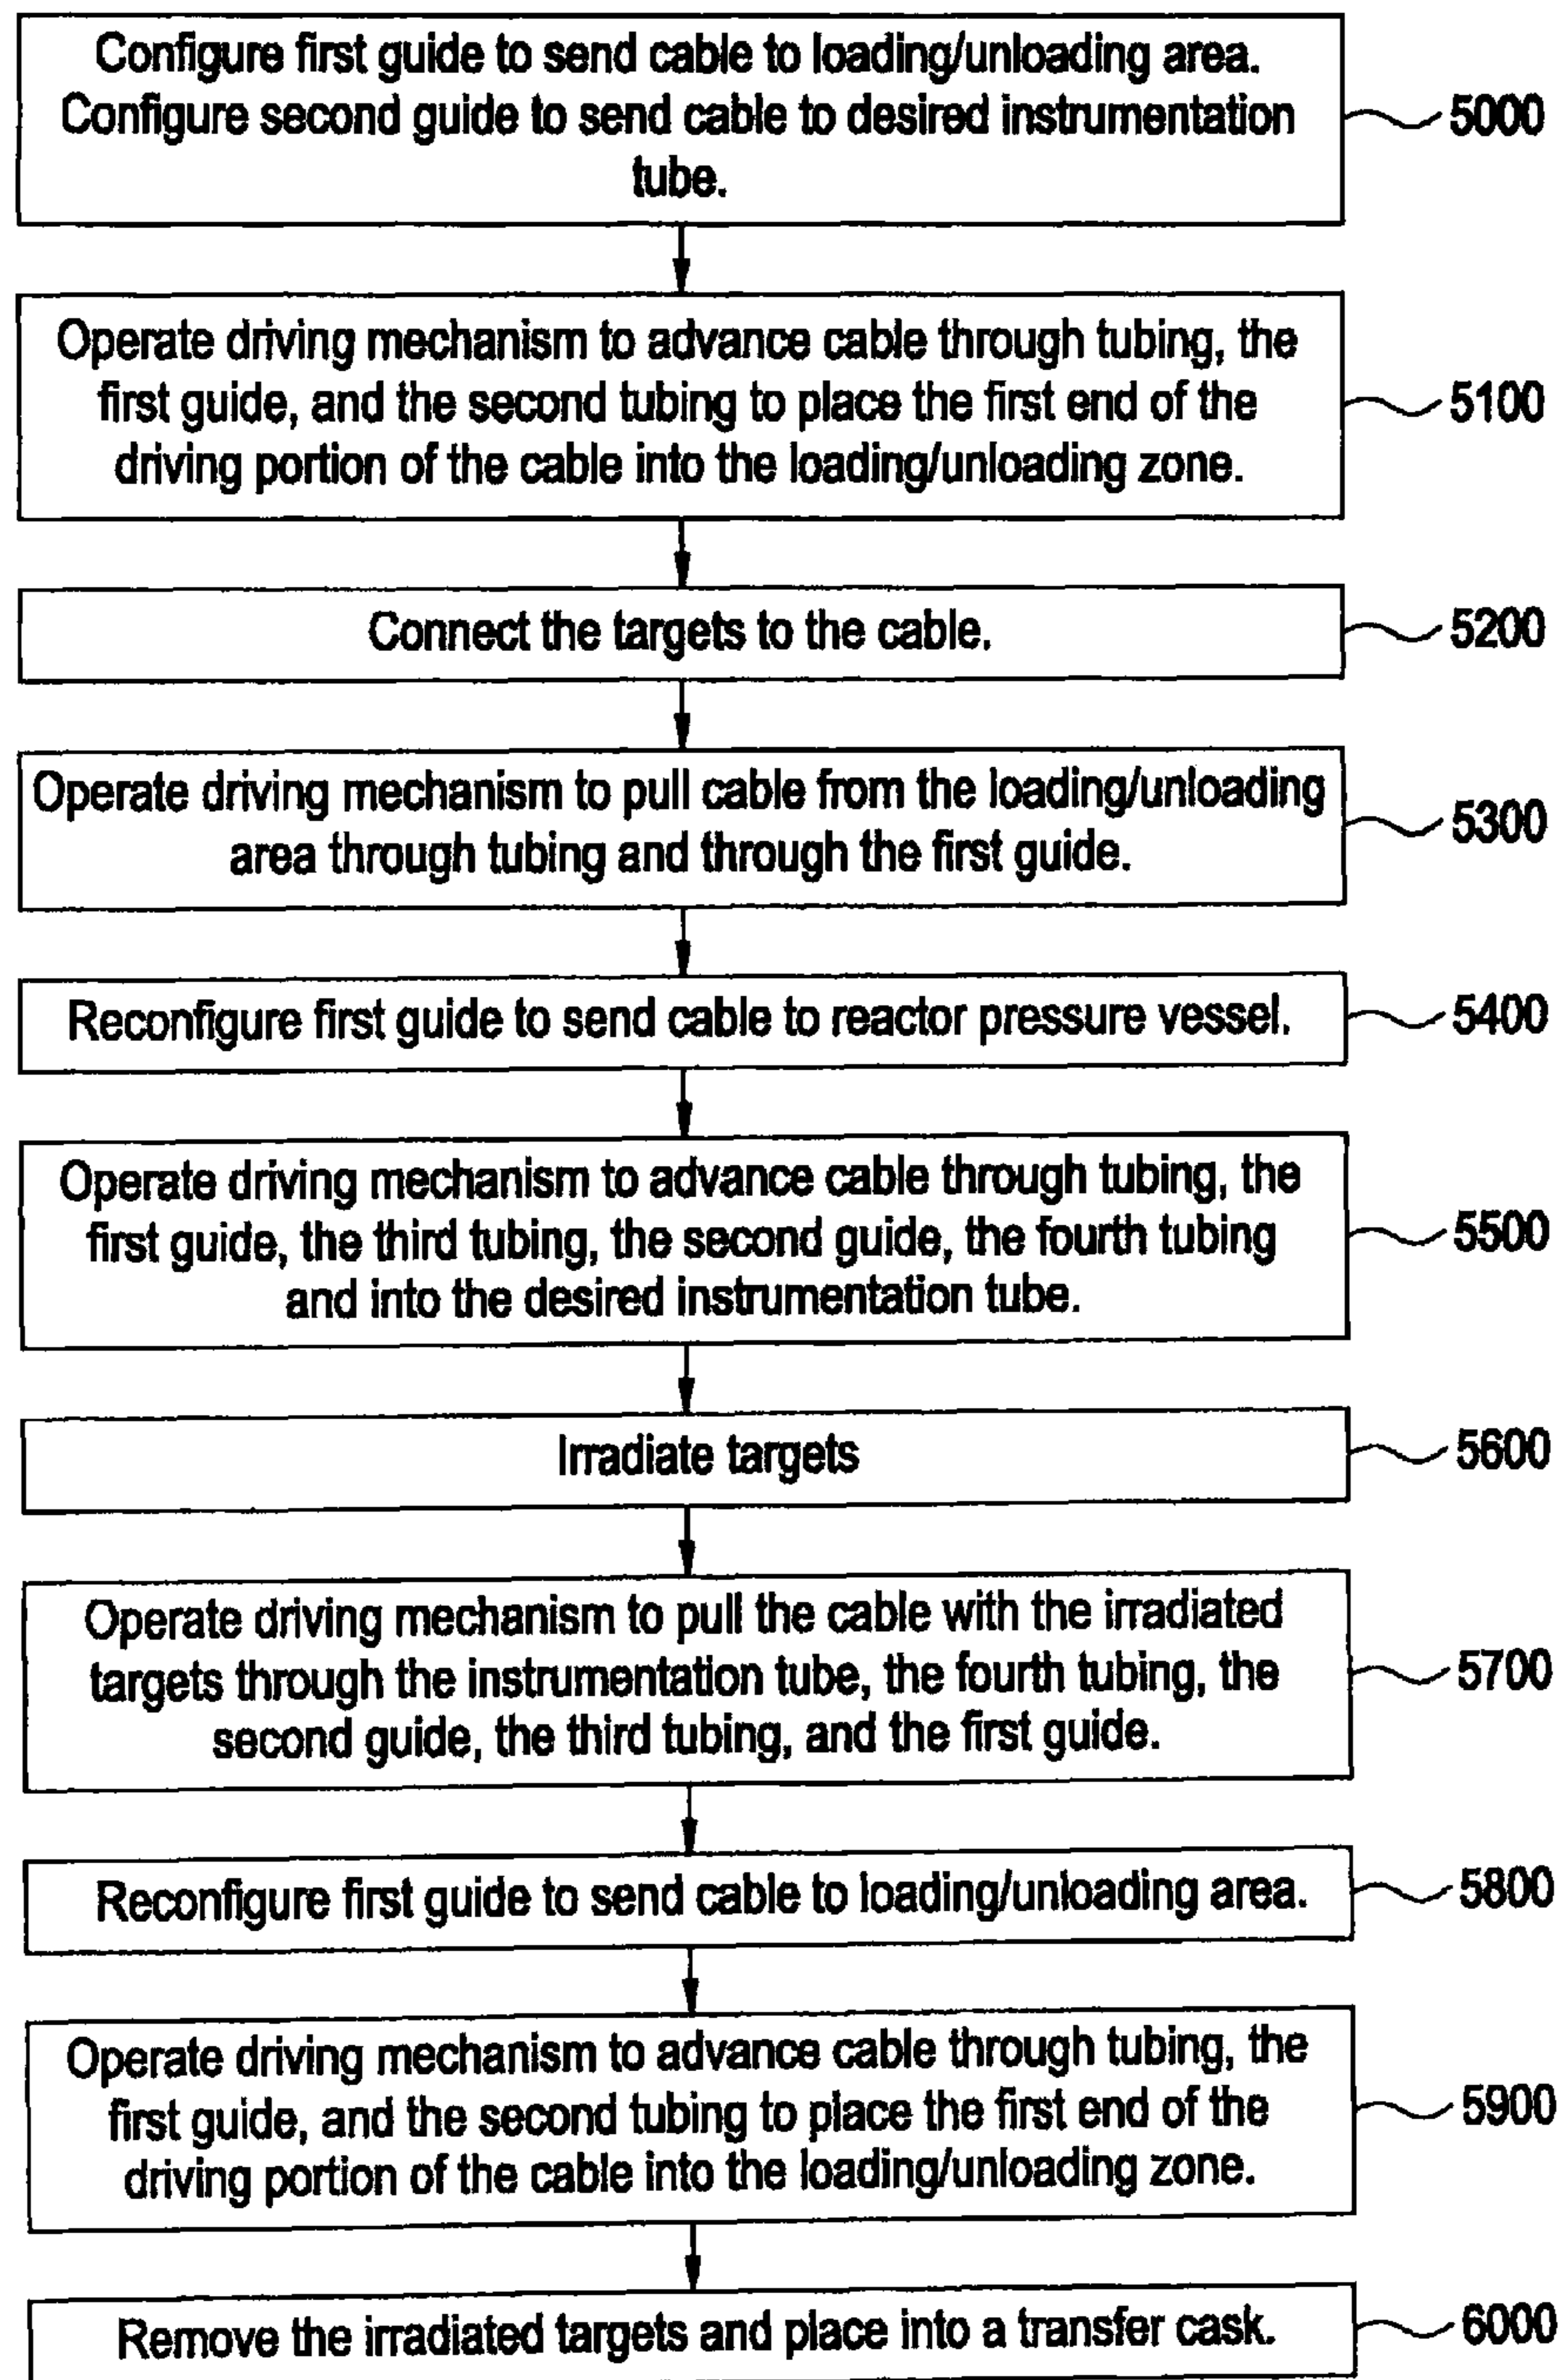 Configure first guide to send cable to loading/unloading area.
Configure second guide to send cable to desired instrumentation
tube.
5000
Operate driving mechanism to advance cable through tubing, the
first guide, and the second tubing to place the first end of the
driving portion of the cable into the loading/unloading zone.
5100
Connect the targets to the cable.
5200
Operate driving mechanism to pull cable from the loading/unloading
area through tubing and through the first guide.
5300
Reconfigure first guide to send cable to reactor pressure vessel.
5400
Operate driving mechanism to advance cable through tubing, the
first guide, the third tubing, the second guide, the fourth tubing
and into the desired instrumentation tube.
5500
Irradiate targets
5600
Operate driving mechanism to pull the cable with the irradiated
targets through the instrumentation tube, the fourth tubing, the
second guide, the third tubing, and the first guide.
5700
Reconfigure first guide to send cable to loading/unloading area.
5800
Operate driving mechanism to advance cable through tubing, the
first guide, and the second tubing to place the first end of the
driving portion of the cable into the loading/unloading zone.
5900
Remove the irradiated targets and place into a transfer cask.
6000